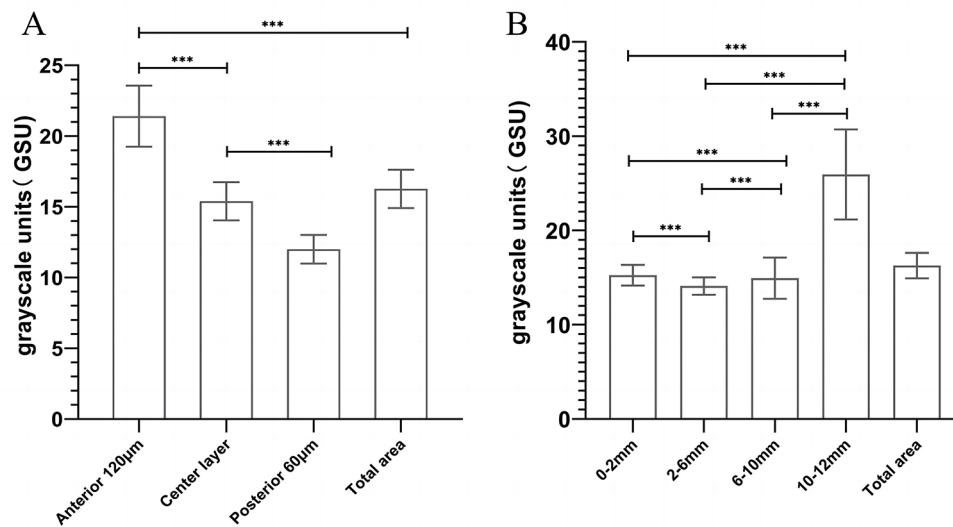 A
B
***
***
***
grayscale units( GSU)
25
20
15
10
5
0
Anterior 120μm
Center layer
Posterior 60μm
Total area
***
***
***
***
***
***
grayscale units( GSU)
40
30
20
10
0
0-2mm
2-6mm
6-10mm
10-12mm
Total area